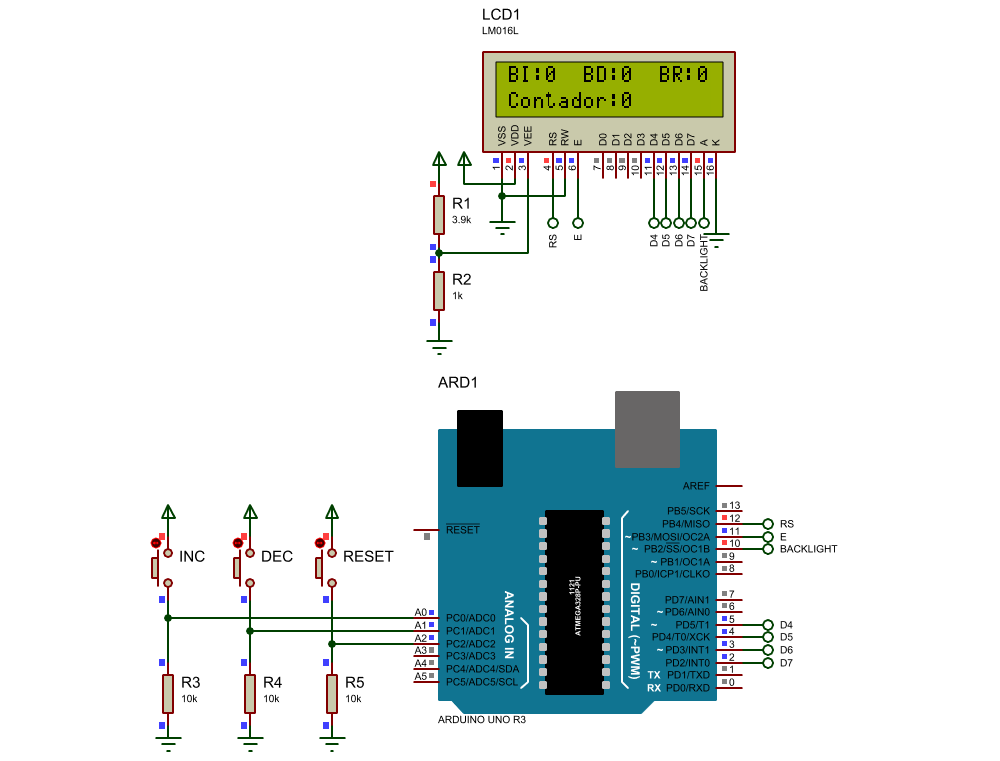 LCD1
LM016L
BI:0 BD:0 BR:0
Contador:0
VSS VDD VEE RS RW E D0 D1 D2 D3 D4 D5 D6 D7 A K
1 2 3 4 5 6 7 8 9 10 11 12 13 14 15 16
R1
3.9k
RS E D4 D5 D6 D7 BACKLIGHT
R2
1k
ARD1
AREF
RESET
PB5/SCK 13
PB4/MISO 12 RS
~PB3/MOSI/OC2A 11 E
~ PB2/SS/OC1B 10 BACKLIGHT
~ PB1/OC1A 9
PB0/ICP1/CLKO 8
INC DEC RESET
1121
ATMEGA328P-PU
ANALOG IN
DIGITAL (~PWM)
PD7/AIN1 7
~ PD6/AIN0 6
~ PD5/T1 5 D4
PD4/T0/XCK 4 D5
~ PD3/INT1 3 D6
PD2/INT0 2 D7
TX PD1/TXD 1
RX PD0/RXD 0
A0 PC0/ADC0
A1 PC1/ADC1
A2 PC2/ADC2
A3 PC3/ADC3
A4 PC4/ADC4/SDA
A5 PC5/ADC5/SCL
R3 R4 R5
10k 10k 10k
ARDUINO UNO R3